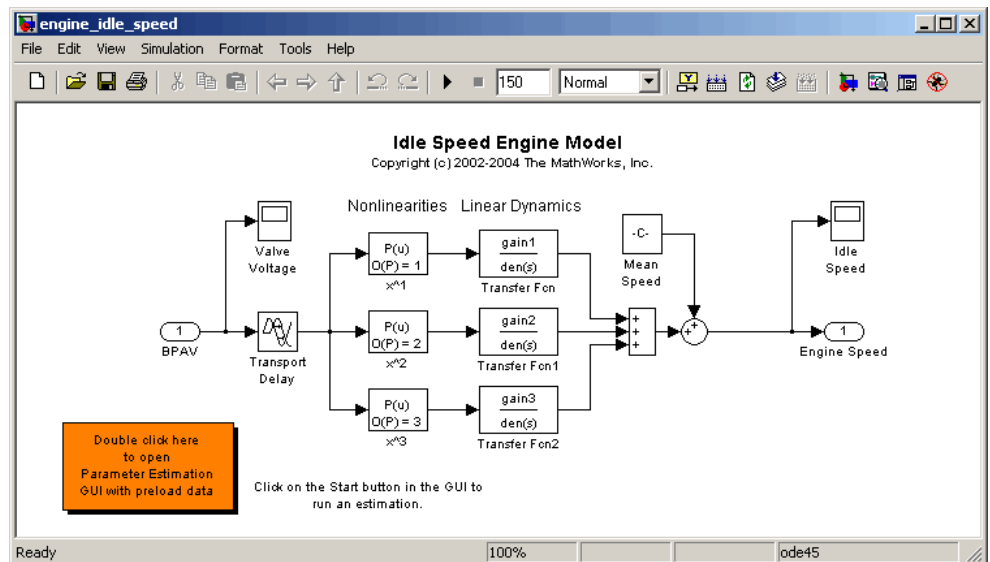 engine_idle_speed
File Edit View Simulation Format Tools Help
150 Normal
Idle Speed Engine Model
Copyright (c) 2002-2004 The MathWorks, Inc.
Nonlinearities Linear Dynamics
Valve
Voltage
P(u)
O(P) = 1
x^1
gain1
den(s)
Transfer Fcn
-C-
Mean
Speed
Idle
Speed
1
BPAV
Transport
Delay
P(u)
O(P) = 2
x^2
gain2
den(s)
Transfer Fcn1
+
+
+
+
+
1
Engine Speed
P(u)
O(P) = 3
x^3
gain3
den(s)
Transfer Fcn2
Double click here
to open
Parameter Estimation
GUI with preload data
Click on the Start button in the GUI to
run an estimation.
Ready 100% ode45